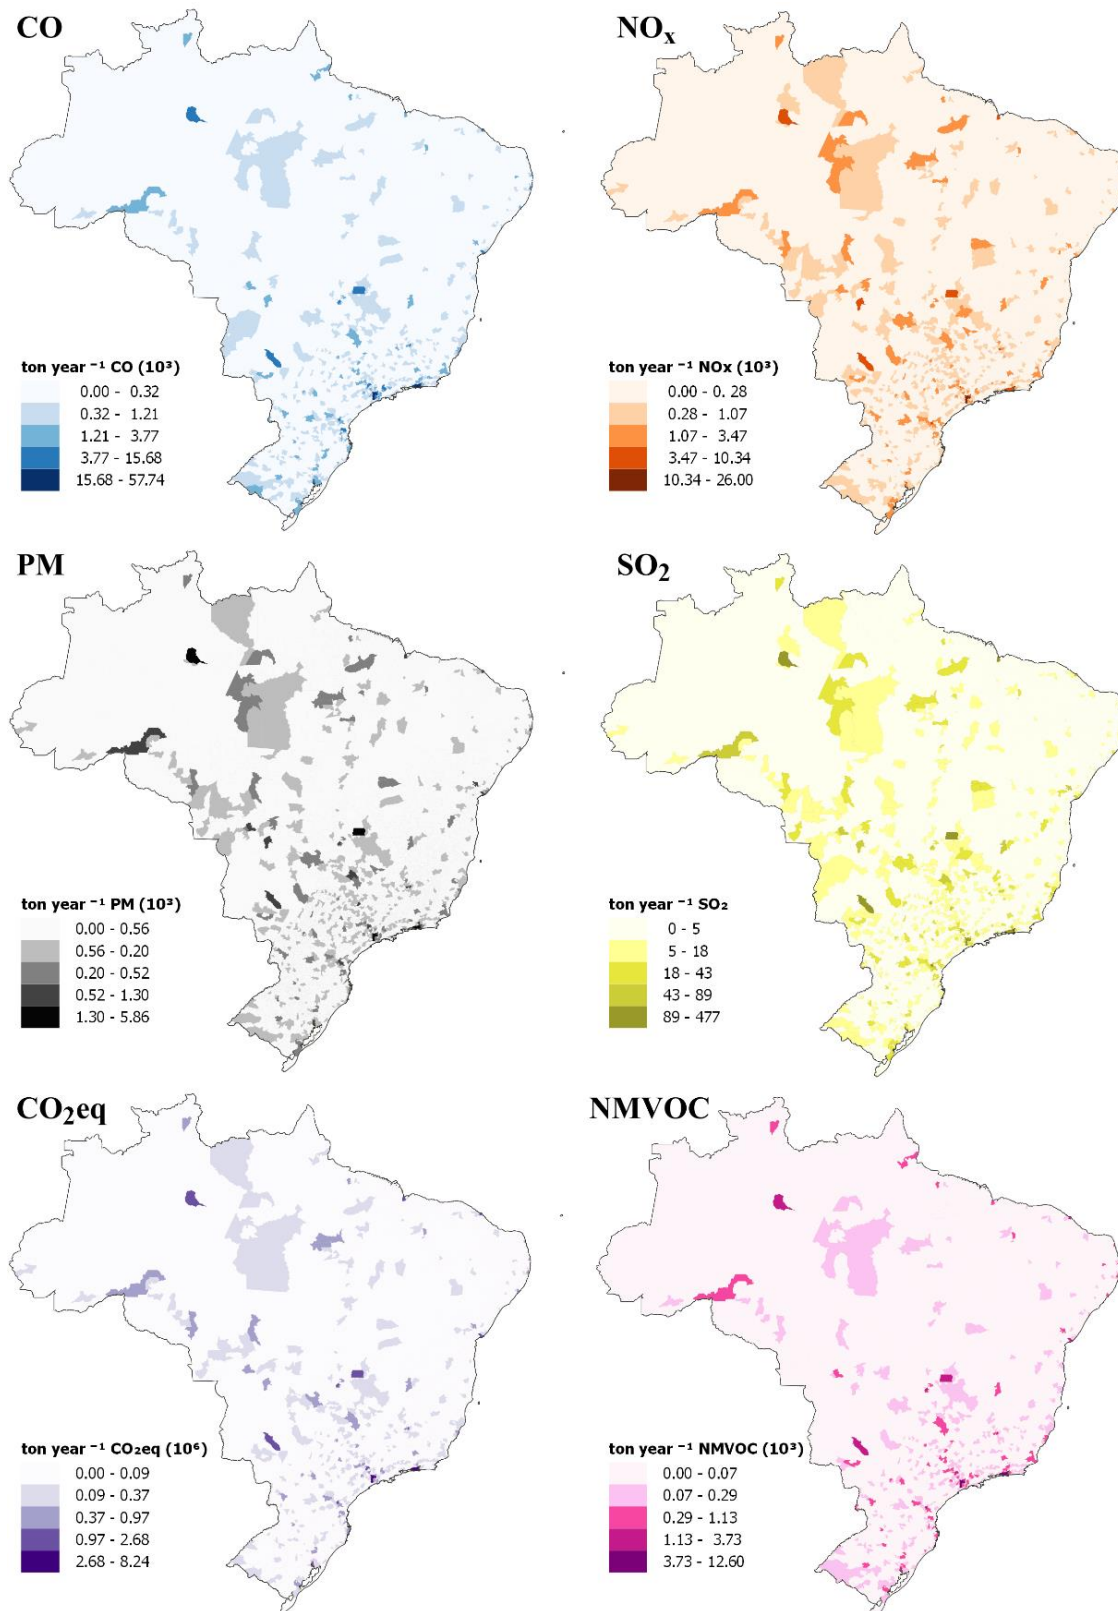 CO
ton year ⁻¹ CO (10³)
0.00 - 0.32
0.32 - 1.21
1.21 - 3.77
3.77 - 15.68
15.68 - 57.74
NOₓ
ton year ⁻¹ NOx (10³)
0.00 - 0. 28
0.28 - 1.07
1.07 - 3.47
3.47 - 10.34
10.34 - 26.00
PM
ton year ⁻¹ PM (10³)
0.00 - 0.56
0.56 - 0.20
0.20 - 0.52
0.52 - 1.30
1.30 - 5.86
SO₂
ton year ⁻¹ SO₂
0 - 5
5 - 18
18 - 43
43 - 89
89 - 477
CO₂eq
ton year ⁻¹ CO₂eq (10⁶)
0.00 - 0.09
0.09 - 0.37
0.37 - 0.97
0.97 - 2.68
2.68 - 8.24
NMVOC
ton year ⁻¹ NMVOC (10³)
0.00 - 0.07
0.07 - 0.29
0.29 - 1.13
1.13 - 3.73
3.73 - 12.60